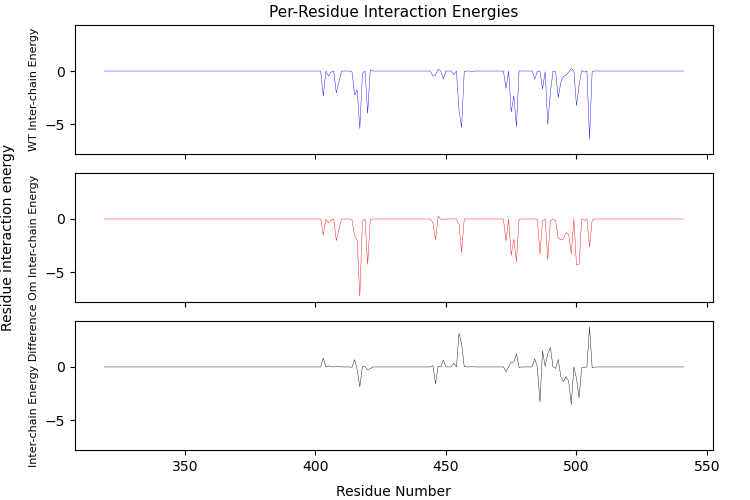 Per-Residue Interaction Energies
Residue interaction energy
WT Inter-chain Energy
0
−5
Om Inter-chain Energy
0
−5
Inter-chain Energy Difference
0
−5
350
400
450
500
550
Residue Number